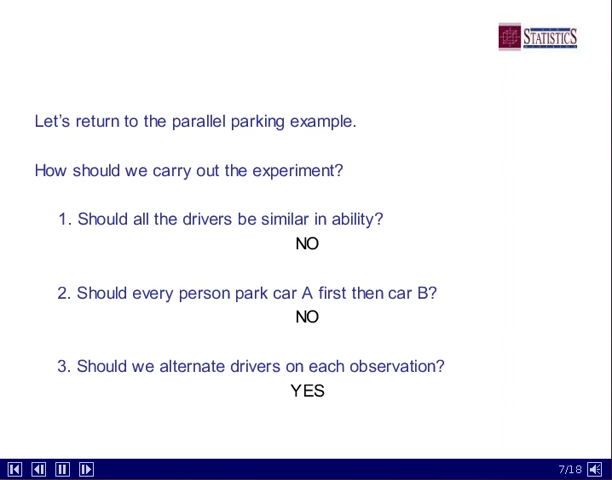 STATISTICS
Let's return to the parallel parking example.
How should we carry out the experiment?
1. Should all the drivers be similar in ability?
NO
2. Should every person park car A first then car B?
NO
3. Should we alternate drivers on each observation?
YES
7/18